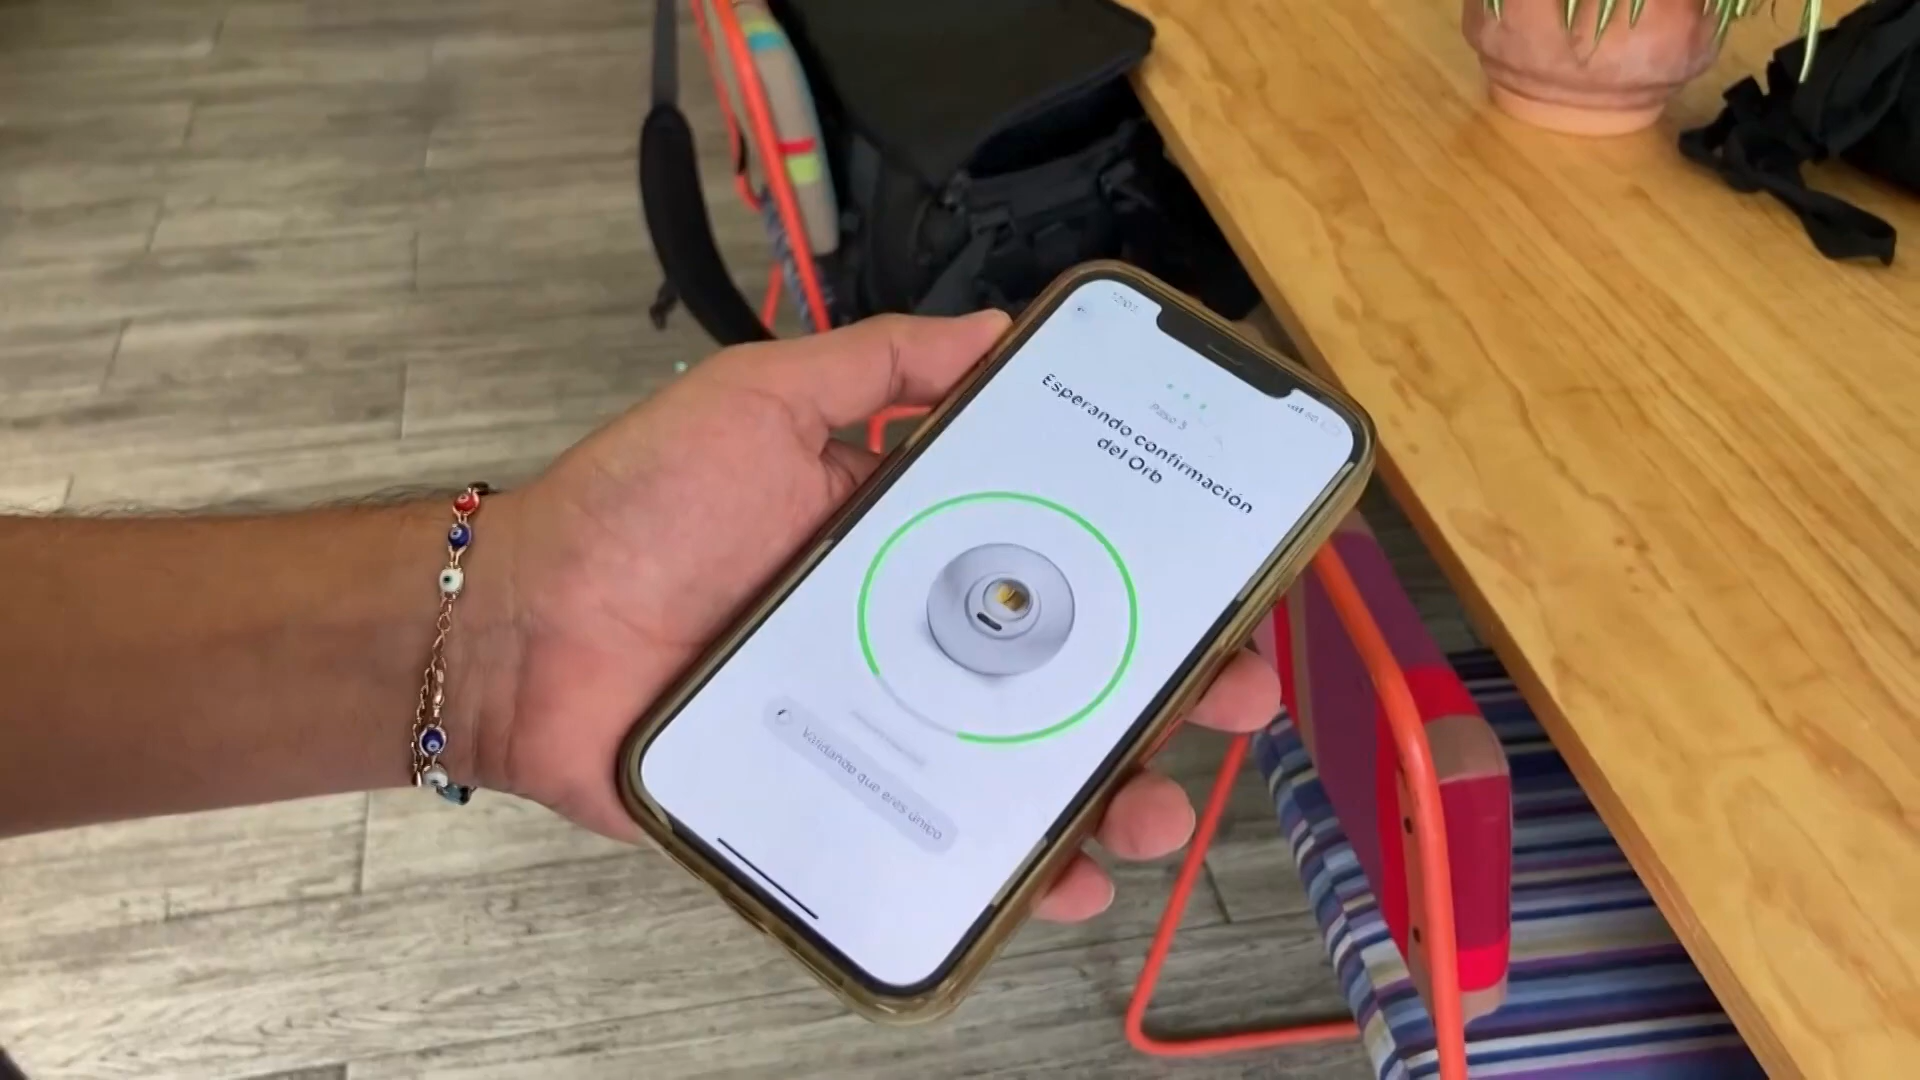 Paso 3
Esperando confirmación
del Orb
Validando que eres único